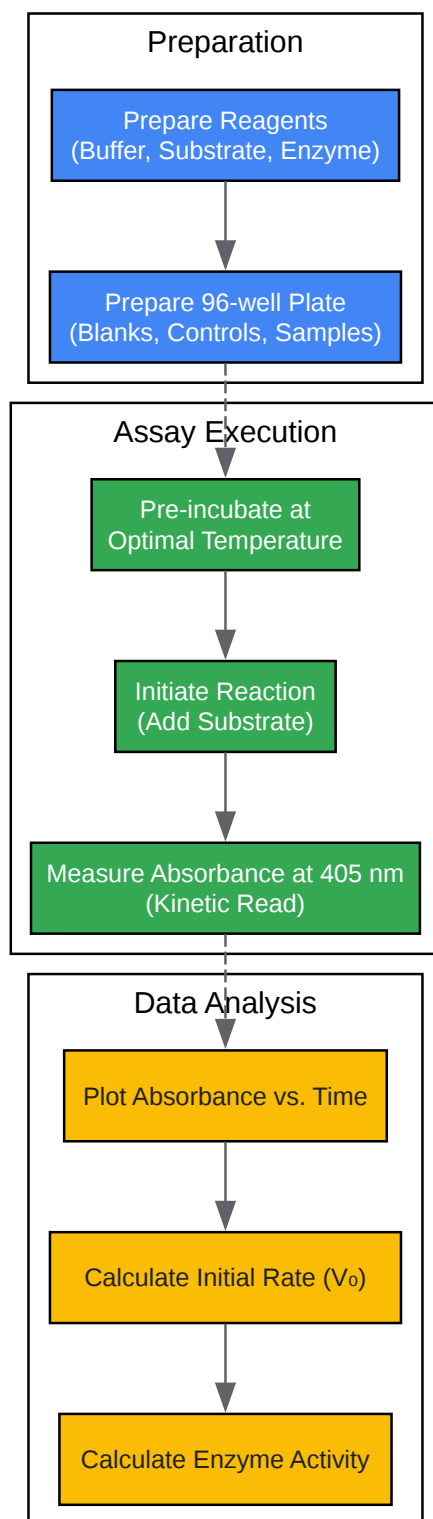 Preparation
Prepare Reagents
(Buffer, Substrate, Enzyme)
Prepare 96-well Plate
(Blanks, Controls, Samples)
Assay Execution
Pre-incubate at
Optimal Temperature
Initiate Reaction
(Add Substrate)
Measure Absorbance at 405 nm
(Kinetic Read)
Data Analysis
Plot Absorbance vs. Time
Calculate Initial Rate (V₀)
Calculate Enzyme Activity